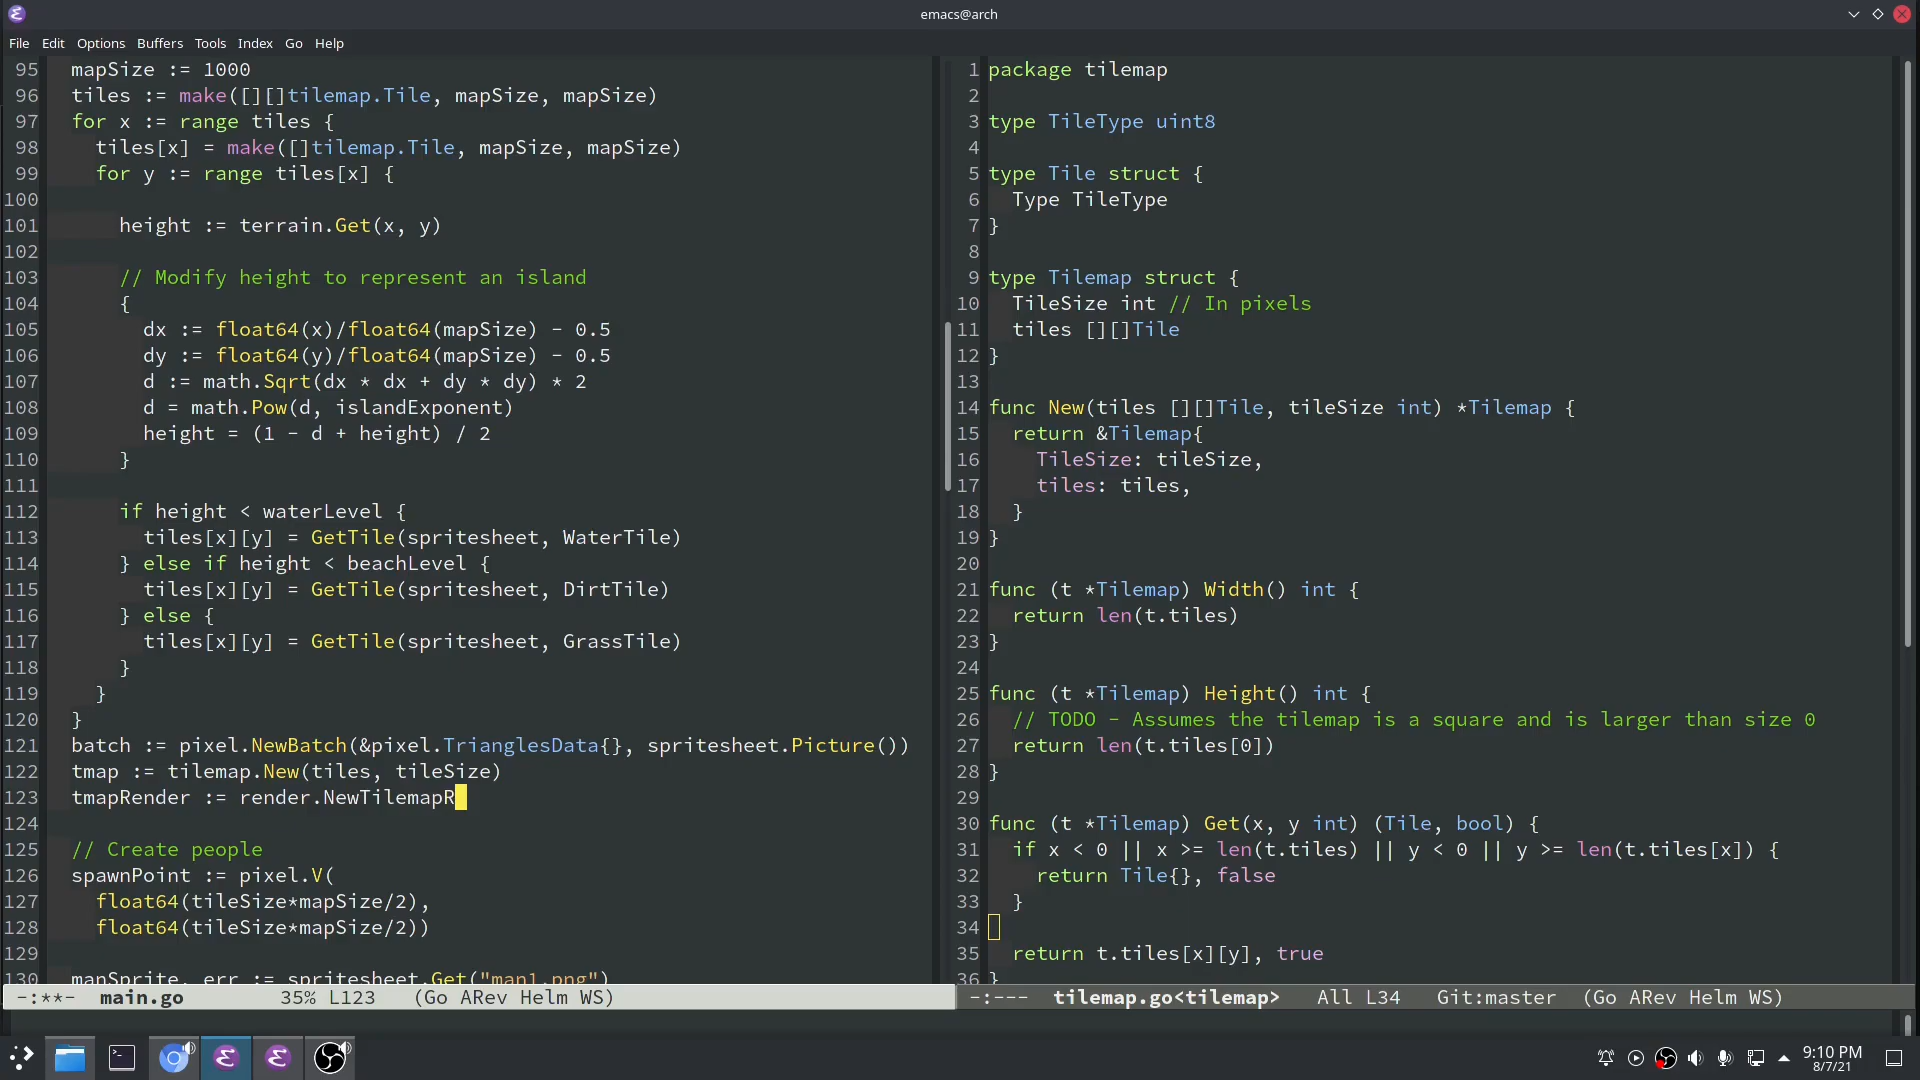 emacs@arch
File Edit Options Buffers Tools Index Go Help
95 mapSize := 1000
96 tiles := make([][]tilemap.Tile, mapSize, mapSize)
97 for x := range tiles {
98 tiles[x] = make([]tilemap.Tile, mapSize, mapSize)
99 for y := range tiles[x] {
100
101 height := terrain.Get(x, y)
102
103 // Modify height to represent an island
104 {
105 dx := float64(x)/float64(mapSize) - 0.5
106 dy := float64(y)/float64(mapSize) - 0.5
107 d := math.Sqrt(dx * dx + dy * dy) * 2
108 d = math.Pow(d, islandExponent)
109 height = (1 - d + height) / 2
110 }
111
112 if height < waterLevel {
113 tiles[x][y] = GetTile(spritesheet, WaterTile)
114 } else if height < beachLevel {
115 tiles[x][y] = GetTile(spritesheet, DirtTile)
116 } else {
117 tiles[x][y] = GetTile(spritesheet, GrassTile)
118 }
119 }
120 }
121 batch := pixel.NewBatch(&pixel.TrianglesData{}, spritesheet.Picture())
122 tmap := tilemap.New(tiles, tileSize)
123 tmapRender := render.NewTilemapR
124
125 // Create people
126 spawnPoint := pixel.V(
127 float64(tileSize*mapSize/2),
128 float64(tileSize*mapSize/2))
129
130 manSprite, err := spritesheet.Get("man1.png")
-:**- main.go 35% L123 (Go ARev Helm WS)
1 package tilemap
2
3 type TileType uint8
4
5 type Tile struct {
6 Type TileType
7 }
8
9 type Tilemap struct {
10 TileSize int // In pixels
11 tiles [][]Tile
12 }
13
14 func New(tiles [][]Tile, tileSize int) *Tilemap {
15 return &Tilemap{
16 TileSize: tileSize,
17 tiles: tiles,
18 }
19 }
20
21 func (t *Tilemap) Width() int {
22 return len(t.tiles)
23 }
24
25 func (t *Tilemap) Height() int {
26 // TODO - Assumes the tilemap is a square and is larger than size 0
27 return len(t.tiles[0])
28 }
29
30 func (t *Tilemap) Get(x, y int) (Tile, bool) {
31 if x < 0 || x >= len(t.tiles) || y < 0 || y >= len(t.tiles[x]) {
32 return Tile{}, false
33 }
34
35 return t.tiles[x][y], true
36 }
-:--- tilemap.go<tilemap> All L34 Git:master (Go ARev Helm WS)
9:10 PM
8/7/21